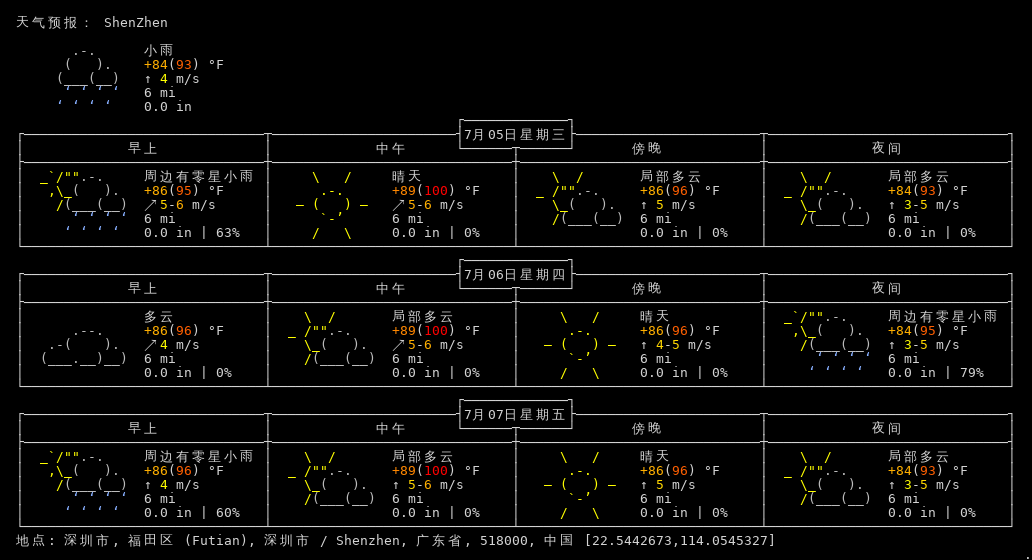 天气预报： ShenZhen
小雨
+84(93) °F
↑ 4 m/s
6 mi
0.0 in
7月05日星期三
早上 中午 傍晚 夜间
周边有零星小雨 晴天 局部多云 局部多云
+86(95) °F +89(100) °F +86(96) °F +84(93) °F
↗5-6 m/s ↗5-6 m/s ↑ 5 m/s ↑ 3-5 m/s
6 mi 6 mi 6 mi 6 mi
0.0 in | 63% 0.0 in | 0% 0.0 in | 0% 0.0 in | 0%
7月06日星期四
早上 中午 傍晚 夜间
多云 局部多云 晴天 周边有零星小雨
+86(96) °F +89(100) °F +86(96) °F +84(95) °F
↗4 m/s ↗5-6 m/s ↑ 4-5 m/s ↑ 3-5 m/s
6 mi 6 mi 6 mi 6 mi
0.0 in | 0% 0.0 in | 0% 0.0 in | 0% 0.0 in | 79%
7月07日星期五
早上 中午 傍晚 夜间
周边有零星小雨 局部多云 晴天 局部多云
+86(96) °F +89(100) °F +86(96) °F +84(93) °F
↑ 4 m/s ↑ 5-6 m/s ↑ 5 m/s ↑ 3-5 m/s
6 mi 6 mi 6 mi 6 mi
0.0 in | 60% 0.0 in | 0% 0.0 in | 0% 0.0 in | 0%
地点: 深圳市, 福田区 (Futian), 深圳市 / Shenzhen, 广东省, 518000, 中国 [22.5442673,114.0545327]